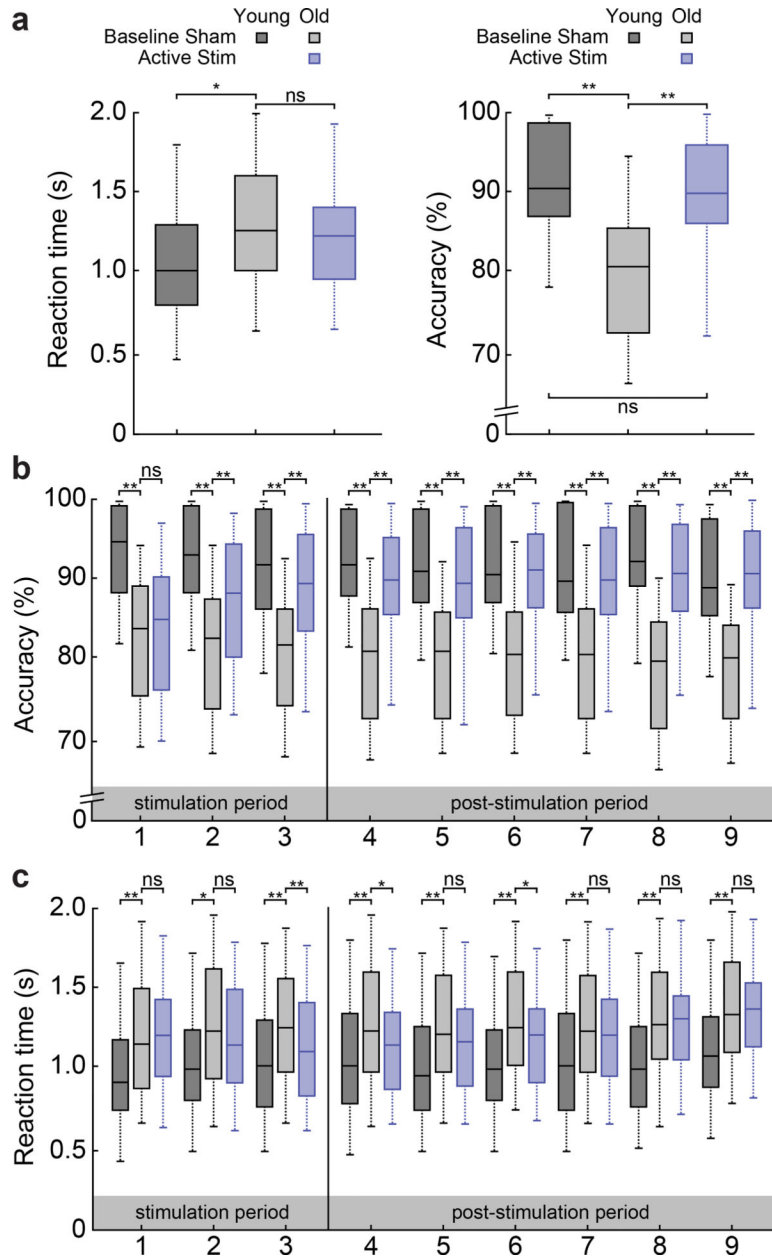 a
Young Old
Baseline Sham
Active Stim
Young Old
Baseline Sham
Active Stim
* ns
Reaction time (s)
2.0
1.5
1.0
0.5
0
** **
Accuracy (%)
100
90
80
70
0
ns
b
** ns ** ** ** ** ** ** ** ** ** ** ** ** ** ** ** **
Accuracy (%)
100
90
80
70
0
stimulation period post-stimulation period
1 2 3 4 5 6 7 8 9
c
** ns * ns ** ** ** * ** ns ** * ** ns ** ns ** ns
Reaction time (s)
2.0
1.5
1.0
0.5
0
stimulation period post-stimulation period
1 2 3 4 5 6 7 8 9